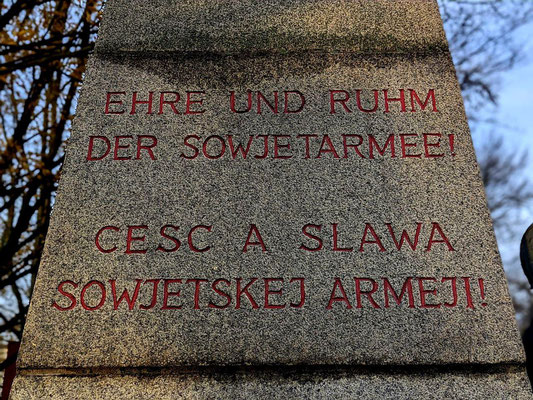 EHRE UND RUHM
DER SOWJETARMEE!
CESC A SLAWA
SOWJETSKEJ ARMEJI!